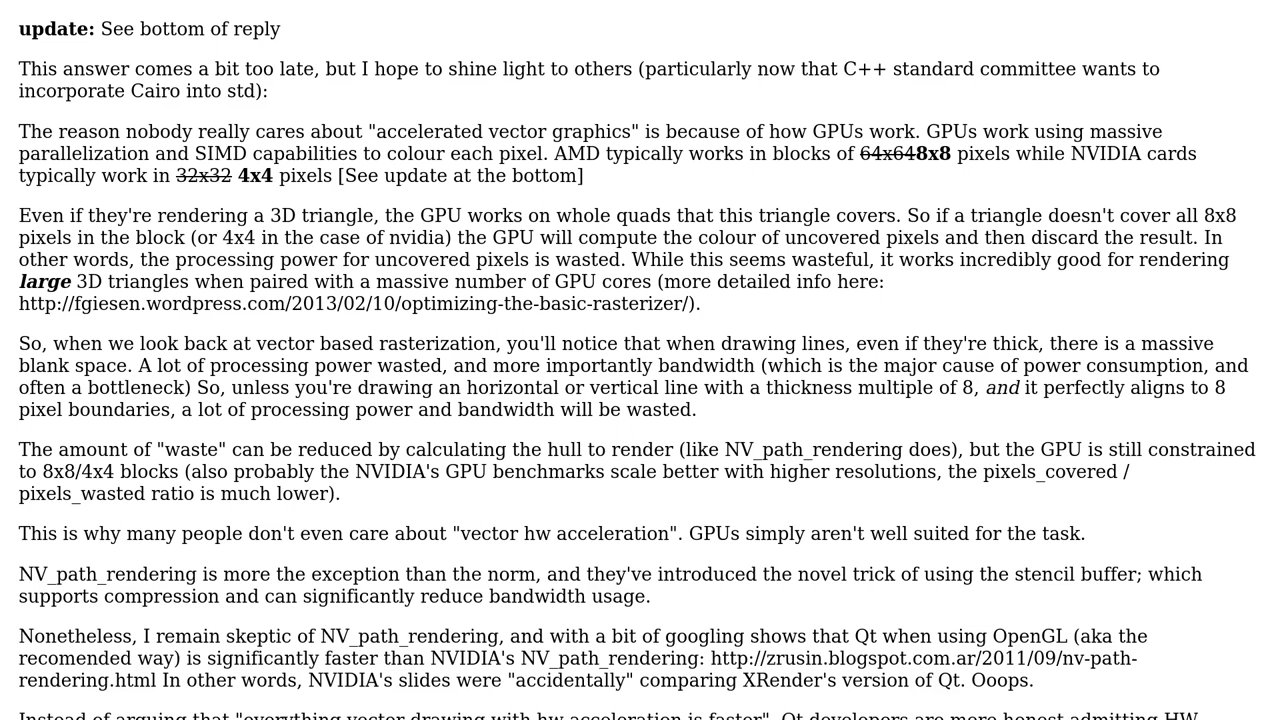 update: See bottom of reply
This answer comes a bit too late, but I hope to shine light to others (particularly now that C++ standard committee wants to
incorporate Cairo into std):
The reason nobody really cares about "accelerated vector graphics" is because of how GPUs work. GPUs work using massive
parallelization and SIMD capabilities to colour each pixel. AMD typically works in blocks of 64x648x8 pixels while NVIDIA cards
typically work in 32x32 4x4 pixels [See update at the bottom]
Even if they're rendering a 3D triangle, the GPU works on whole quads that this triangle covers. So if a triangle doesn't cover all 8x8
pixels in the block (or 4x4 in the case of nvidia) the GPU will compute the colour of uncovered pixels and then discard the result. In
other words, the processing power for uncovered pixels is wasted. While this seems wasteful, it works incredibly good for rendering
large 3D triangles when paired with a massive number of GPU cores (more detailed info here:
http://fgiesen.wordpress.com/2013/02/10/optimizing-the-basic-rasterizer/).
So, when we look back at vector based rasterization, you'll notice that when drawing lines, even if they're thick, there is a massive
blank space. A lot of processing power wasted, and more importantly bandwidth (which is the major cause of power consumption, and
often a bottleneck) So, unless you're drawing an horizontal or vertical line with a thickness multiple of 8, and it perfectly aligns to 8
pixel boundaries, a lot of processing power and bandwidth will be wasted.
The amount of "waste" can be reduced by calculating the hull to render (like NV_path_rendering does), but the GPU is still constrained
to 8x8/4x4 blocks (also probably the NVIDIA's GPU benchmarks scale better with higher resolutions, the pixels_covered /
pixels_wasted ratio is much lower).
This is why many people don't even care about "vector hw acceleration". GPUs simply aren't well suited for the task.
NV_path_rendering is more the exception than the norm, and they've introduced the novel trick of using the stencil buffer; which
supports compression and can significantly reduce bandwidth usage.
Nonetheless, I remain skeptic of NV_path_rendering, and with a bit of googling shows that Qt when using OpenGL (aka the
recomended way) is significantly faster than NVIDIA's NV_path_rendering: http://zrusin.blogspot.com.ar/2011/09/nv-path-
rendering.html In other words, NVIDIA's slides were "accidentally" comparing XRender's version of Qt. Ooops.
Instead of arguing that "everything vector drawing with hw acceleration is faster", Qt developers are more honest admitting HW